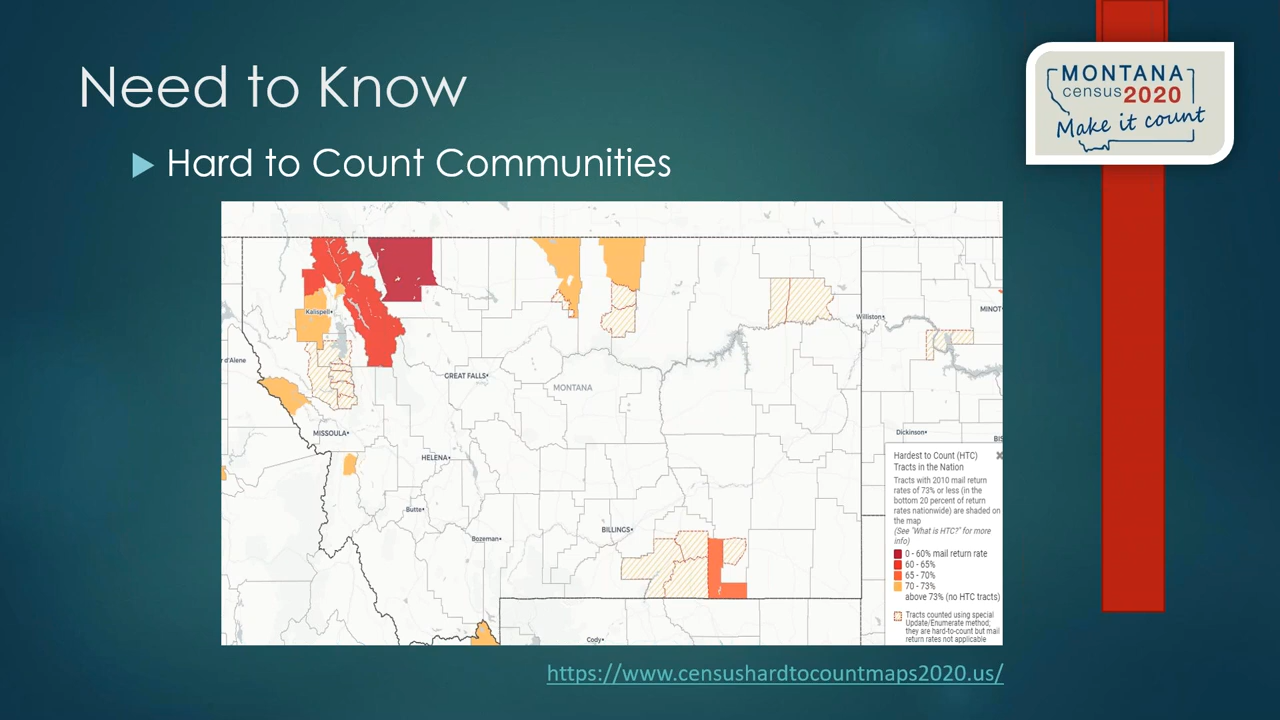 Need to Know
MONTANA
census2020
Make it count
Hard to Count Communities
Kalispell
MINOT
Williston
d'Alene
GREAT FALLS
MONTANA
MISSOULA
Dickinson
BIS
HELENA
Butte
BILLINGS
Bozeman
Cody
Hardest to Count (HTC)
Tracts in the Nation
Tracts with 2010 mail return
rates of 73% or less (in the
bottom 20 percent of return
rates nationwide) are shaded on
the map
(See "What is HTC?" for more
info)
0 - 60% mail return rate
60 - 65%
65 - 70%
70 - 73%
above 73% (no HTC tracts)
Tracts counted using special
Update/Enumerate method,
they are hard-to-count but mail
return rates not applicable
https://www.censushardtocountmaps2020.us/